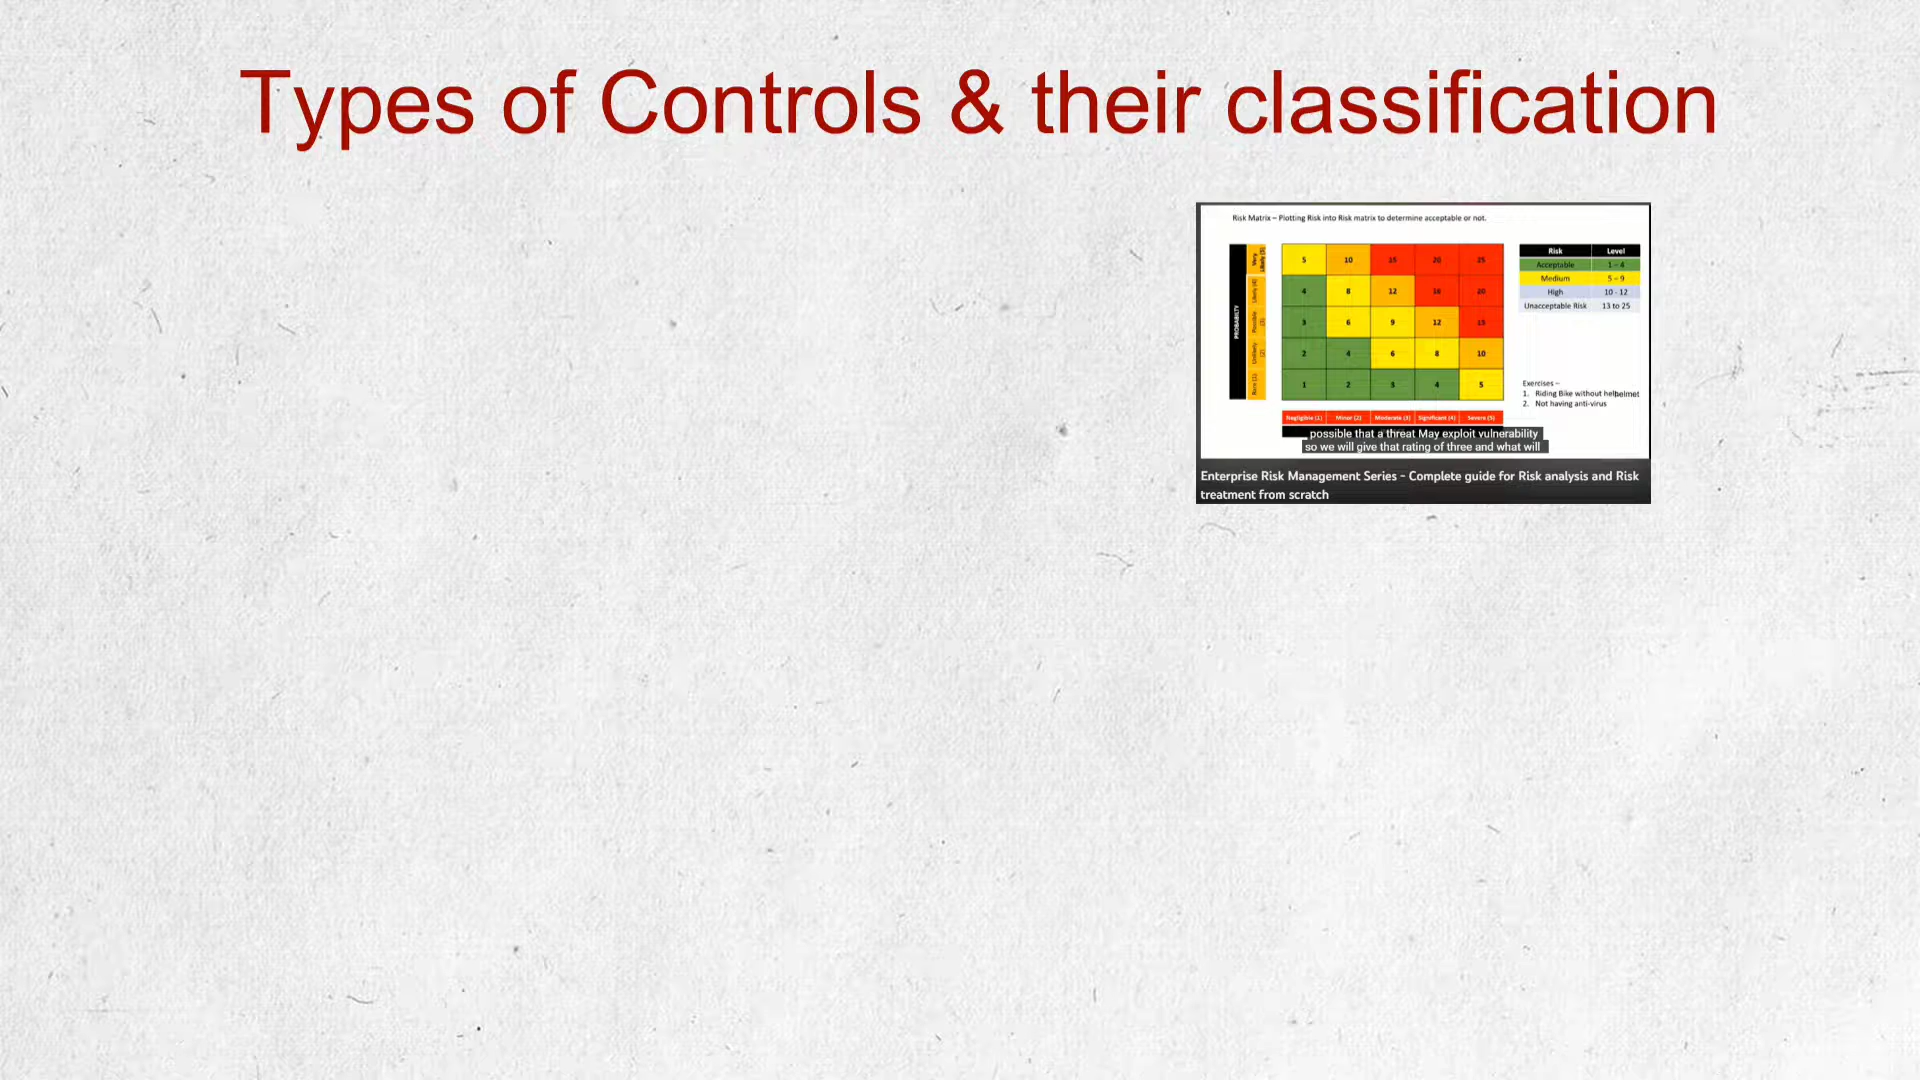 Types of Controls & their classification
Risk Matrix – Plotting Risk into Risk matrix to determine acceptable or not.
PROBABILTY
Very Likely (5)
5 10 15 20 25
Likely (4)
4 8 12 16 20
Possible (3)
3 6 9 12 15
Unlikely (2)
2 4 6 8 10
Rare (1)
1 2 3 4 5
Negligible (1) Minor (2) Moderate (3) Significant (4) Severe (5)
Risk Level
Acceptable 1 – 4
Medium 5 – 9
High 10 - 12
Unacceptable Risk 13 to 25
Exercises –
1. Riding Bike without helmet
2. Not having anti-virus
possible that a threat May exploit vulnerability
so we will give that rating of three and what will
Enterprise Risk Management Series - Complete guide for Risk analysis and Risk
treatment from scratch